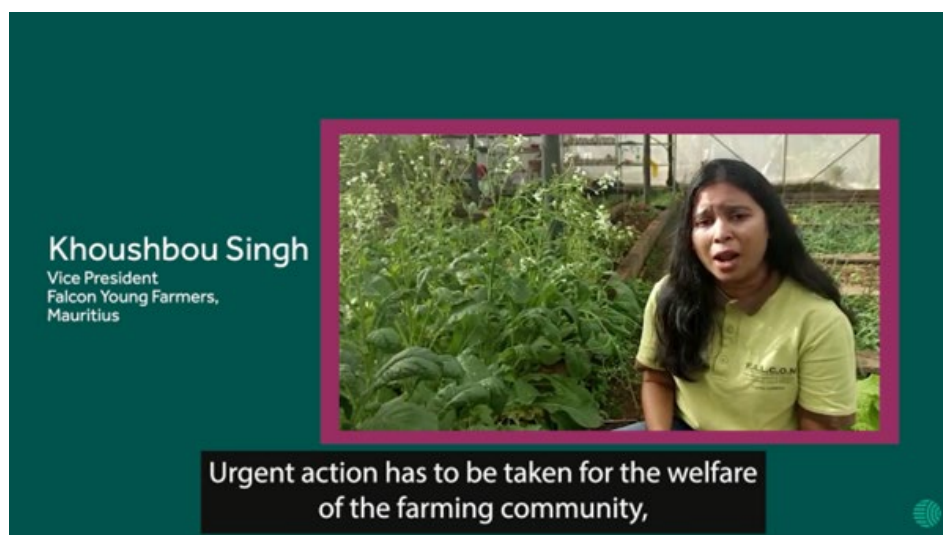 Khoushbou Singh
Vice President
Falcon Young Farmers,
Mauritius
F.A.L.C.O.N
Urgent action has to be taken for the welfare
of the farming community,